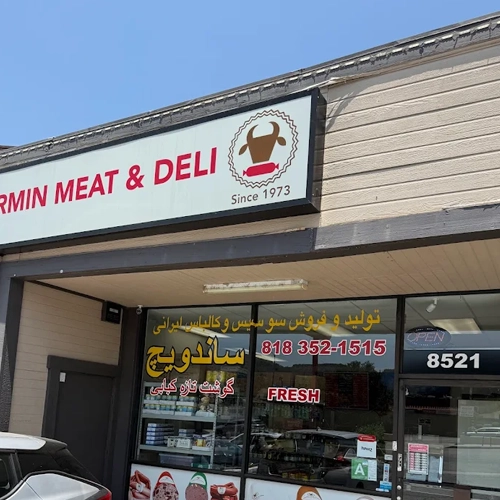 RMIN MEAT & DELI
Since 1973
تولید و فروش سوسیس و کالباس ایرانی
ساندویچ
818 352-1515
گوشت تازه کبابی
FRESH
OPEN
8521
A